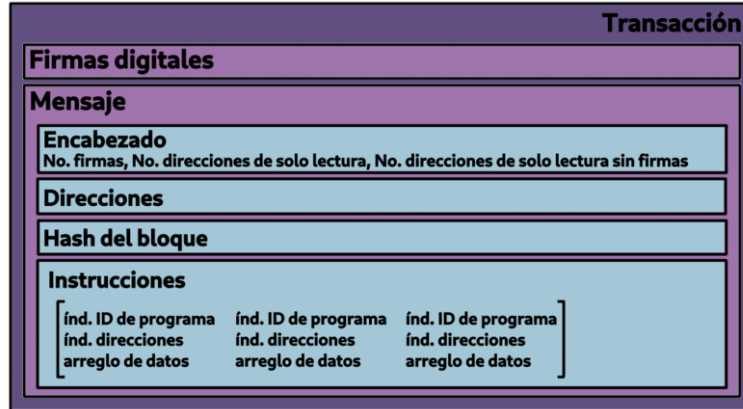 Transacción
Firmas digitales
Mensaje
Encabezado
No. firmas, No. direcciones de solo lectura, No. direcciones de solo lectura sin firmas
Direcciones
Hash del bloque
Instrucciones
índ. ID de programa índ. ID de programa índ. ID de programa
índ. direcciones índ. direcciones índ. direcciones
arreglo de datos arreglo de datos arreglo de datos